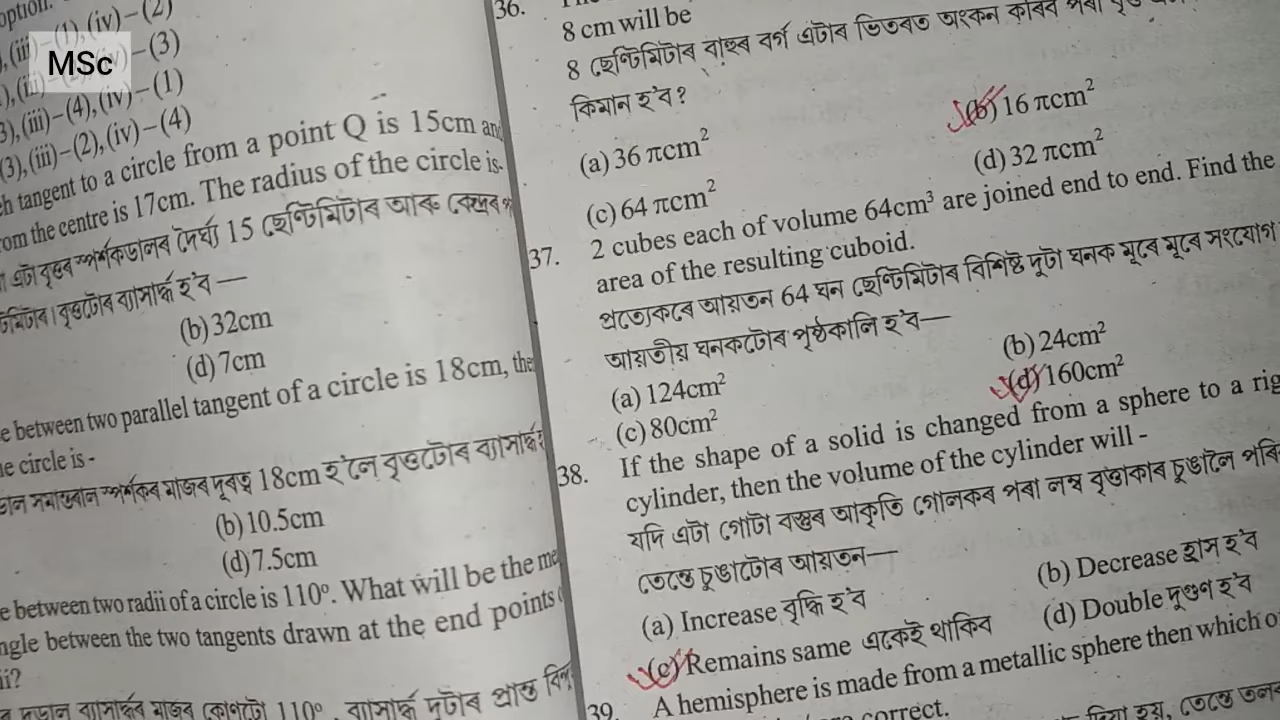 MSc
option.
(iii)–(1),(iv)–(2)
–(3)
3),(iii)–(4),(iv)–(1)
(3),(iii)–(2),(iv)–(4)
tangent to a circle from a point Q is 15cm
the centre is 17cm. The radius of the circle is-
এটা বৃত্তৰ স্পৰ্শকডালৰ দৈৰ্ঘ্য 15 ছেণ্টিমিটাৰ আৰু
বৃত্তটোৰ ব্যাসাৰ্দ্ধ হ'ব —
(b) 32cm
(d) 7cm
between two parallel tangent of a circle is 18cm,
circle is -
সমান্তৰাল স্পৰ্শকৰ মাজৰ দূৰত্ব 18cm হ'লে বৃত্তটোৰ ব্যাসাৰ্দ্ধ
(b) 10.5cm
(d) 7.5cm
between two radii of a circle is 110°. What will be the
between the two tangents drawn at the end points
ব্যাসাৰ্দ্ধৰ মাজৰ কোণটো 110°
36.
8 cm will be
8 ছেণ্টিমিটাৰ বাহুৰ বৰ্গ এটাৰ ভিতৰত অংকন
কিমান হ'ব?
(a) 36 πcm²
(b) 16 πcm²
(c) 64 πcm²
(d) 32 πcm²
37. 2 cubes each of volume 64cm³ are joined end to end. Find the
area of the resulting cuboid.
প্ৰত্যেকৰে আয়তন 64 ঘন ছেণ্টিমিটাৰ বিশিষ্ট দুটা ঘনক মূৰে মূৰে সংযোগ
আয়তীয় ঘনকটোৰ পৃষ্ঠকালি হ'ব—
(a) 124cm²
(b) 24cm²
(c) 80cm²
(d) 160cm²
38. If the shape of a solid is changed from a sphere to a
cylinder, then the volume of the cylinder will -
যদি এটা গোটা বস্তুৰ আকৃতি গোলকৰ পৰা লম্ব বৃত্তাকাৰ চুঙালৈ
তেন্তে চুঙাটোৰ আয়তন—
(a) Increase বৃদ্ধি হ'ব
(b) Decrease হ্ৰাস হ'ব
(c) Remains same একেই থাকিব
(d) Double দুগুণ হ'ব
39. A hemisphere is made from a metallic sphere then which
correct.
হয়, তেন্তে